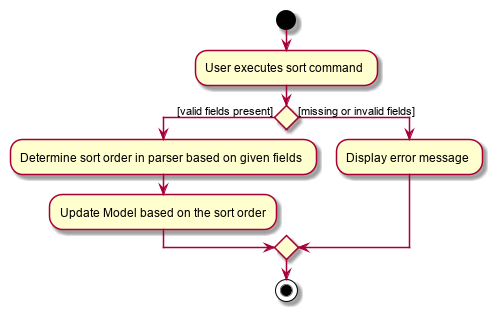 User executes sort command
[valid fields present]
[missing or invalid fields]
Determine sort order in parser based on given fields
Display error message
Update Model based on the sort order